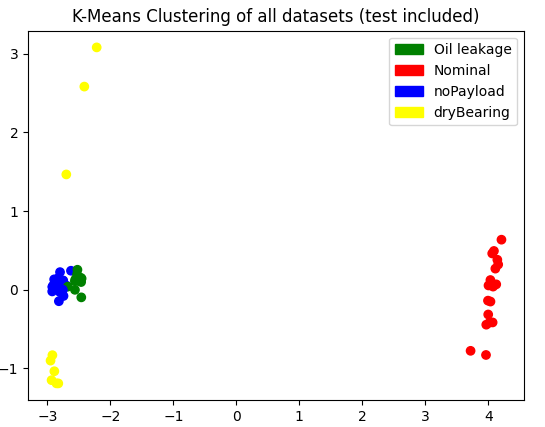 K-Means Clustering of all datasets (test included)
Oil leakage
Nominal
noPayload
dryBearing
3
2
1
0
−1
−3
−2
−1
0
1
2
3
4